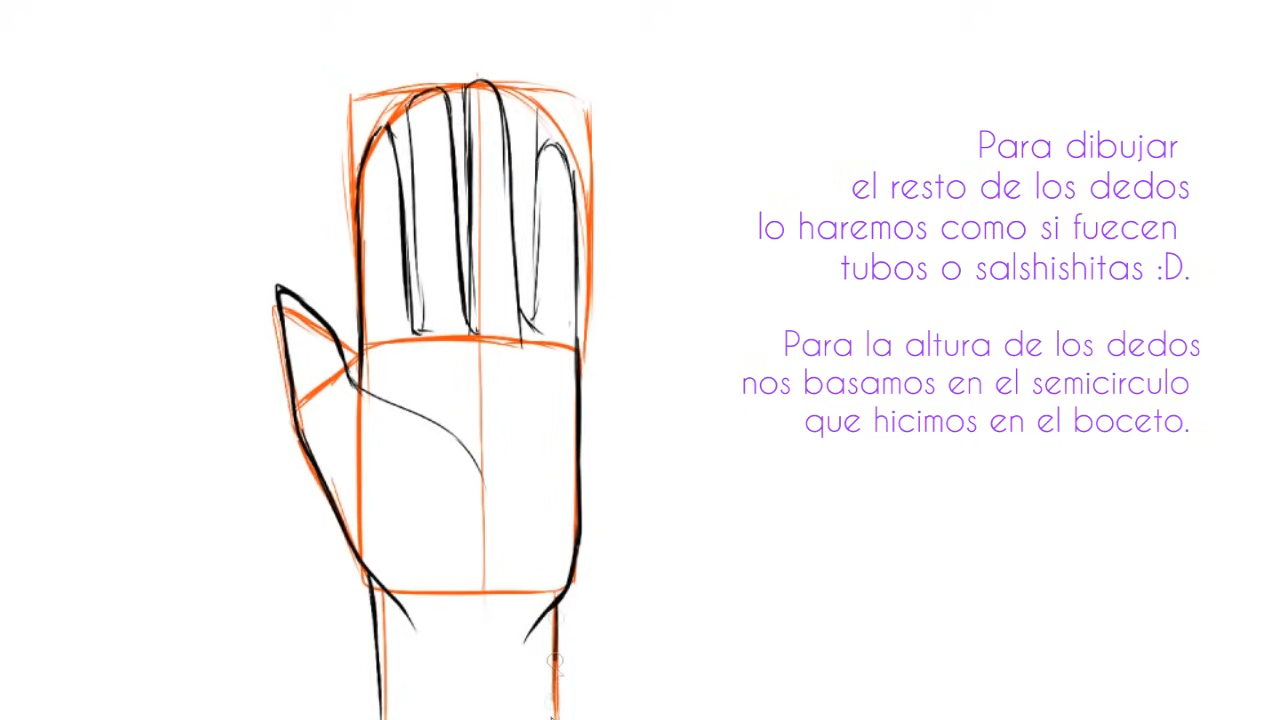 Para dibujar
el resto de los dedos
lo haremos como si fuecen
tubos o salshishitas :D.
Para la altura de los dedos
nos basamos en el semicirculo
que hicimos en el boceto.